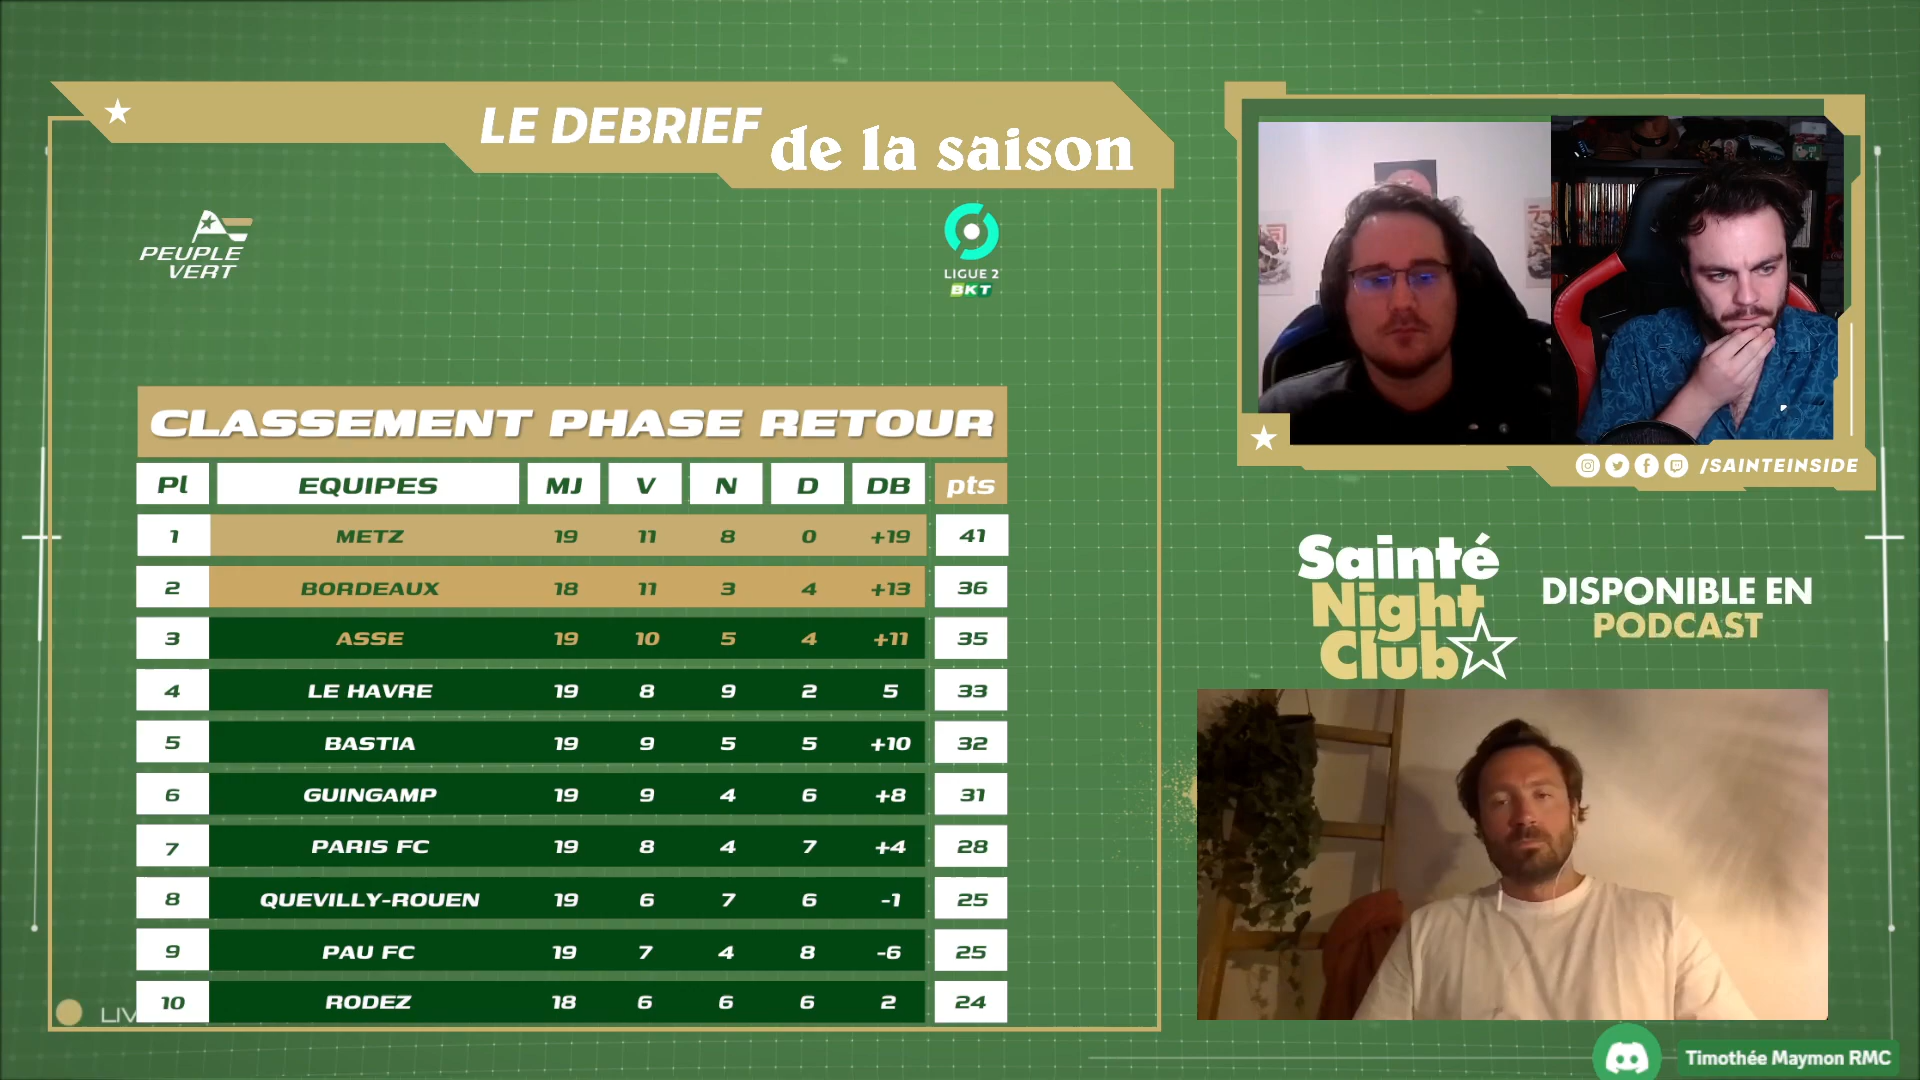 LE DEBRIEF de la saison
PEUPLE
VERT
LIGUE 2
BKT
CLASSEMENT PHASE RETOUR
Pl EQUIPES MJ V N D DB pts
1 METZ 19 11 8 0 +19 41
2 BORDEAUX 18 11 3 4 +13 36
3 ASSE 19 10 5 4 +11 35
4 LE HAVRE 19 8 9 2 5 33
5 BASTIA 19 9 5 5 +10 32
6 GUINGAMP 19 9 4 6 +8 31
7 PARIS FC 19 8 4 7 +4 28
8 QUEVILLY-ROUEN 19 6 7 6 -1 25
9 PAU FC 19 7 4 8 -6 25
10 RODEZ 18 6 6 6 2 24
LIV
/SAINTEINSIDE
Sainté
Night
Club
DISPONIBLE EN
PODCAST
Timothée Maymon RMC